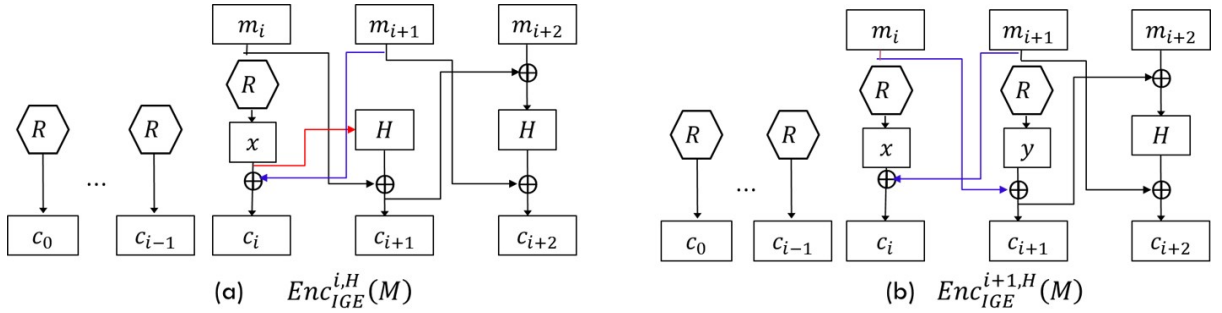 m_i m_{i+1} m_{i+2} m_i m_{i+1} m_{i+2}
R R R
R R x H H R R x y H
... ...
c_0 c_{i-1} c_i c_{i+1} c_{i+2} c_0 c_{i-1} c_i c_{i+1} c_{i+2}
(a) Enc_{IGE}^{i,H}(M) (b) Enc_{IGE}^{i+1,H}(M)